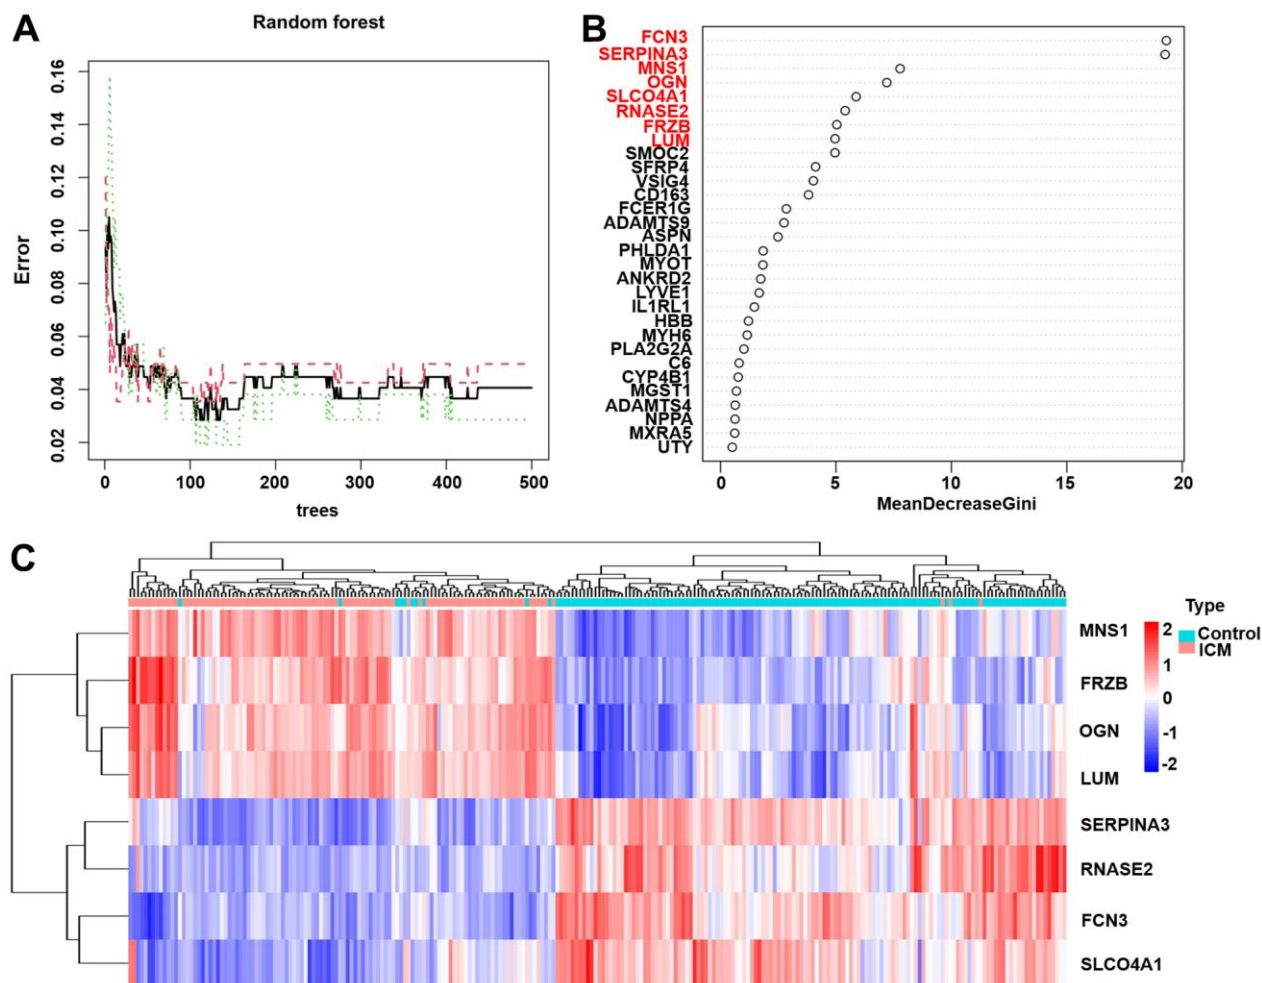 A
Random forest
0.16
0.14
0.12
0.10
0.08
0.06
0.04
0.02
Error
0 100 200 300 400 500
trees
B
FCN3
SERPINA3
MNS1
OGN
SLCO4A1
RNASE2
FRZB
LUM
SMOC2
SFRP4
VSIG4
CD163
FCER1G
ADAMTS9
ASPN
PHLDA1
MYOT
ANKRD2
LYVE1
IL1RL1
HBB
MYH6
PLA2G2A
C6
CYP4B1
MGST1
ADAMTS4
NPPA
MXRA5
UTY
0 5 10 15 20
MeanDecreaseGini
C
MNS1
FRZB
OGN
LUM
SERPINA3
RNASE2
FCN3
SLCO4A1
2
1
0
-1
-2
Type
Control
ICM